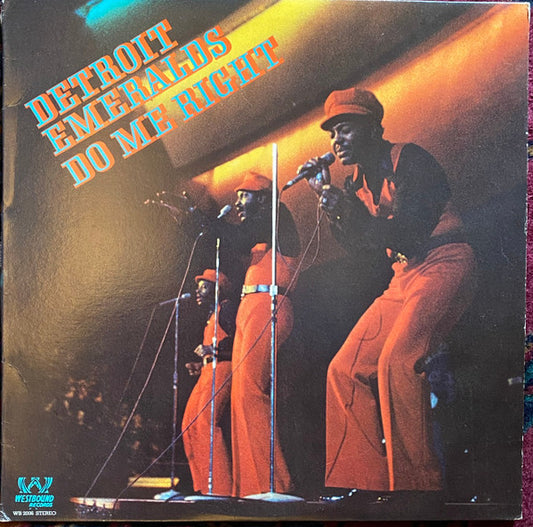 DETROIT
EMERALDS
DO ME RIGHT
WESTBOUND
RECORDS
WB 2006 STEREO